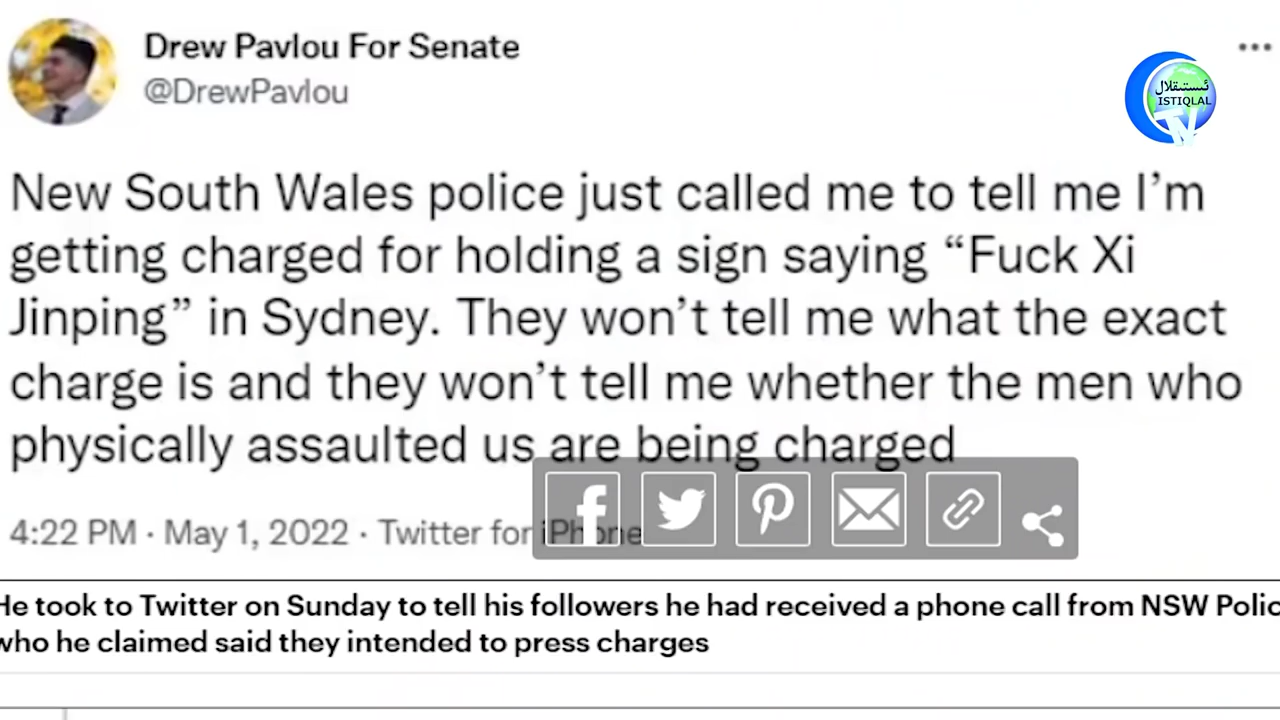 Drew Pavlou For Senate
@DrewPavlou
ئىستىقلال
ISTIQLAL
TV
New South Wales police just called me to tell me I’m
getting charged for holding a sign saying “Fuck Xi
Jinping” in Sydney. They won’t tell me what the exact
charge is and they won’t tell me whether the men who
physically assaulted us are being charged
4:22 PM · May 1, 2022 · Twitter for iPhone
He took to Twitter on Sunday to tell his followers he had received a phone call from NSW Polic
who he claimed said they intended to press charges